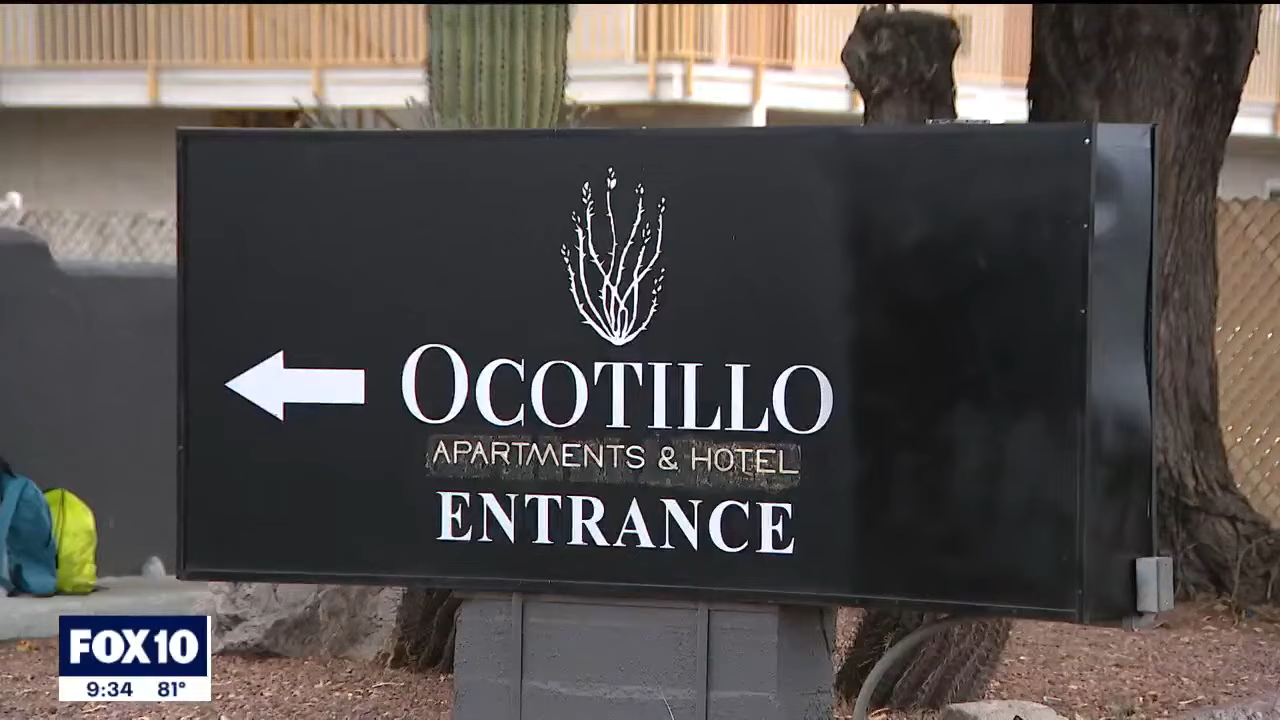 OCOTILLO
APARTMENTS & HOTEL
ENTRANCE
FOX10
9:34 81°